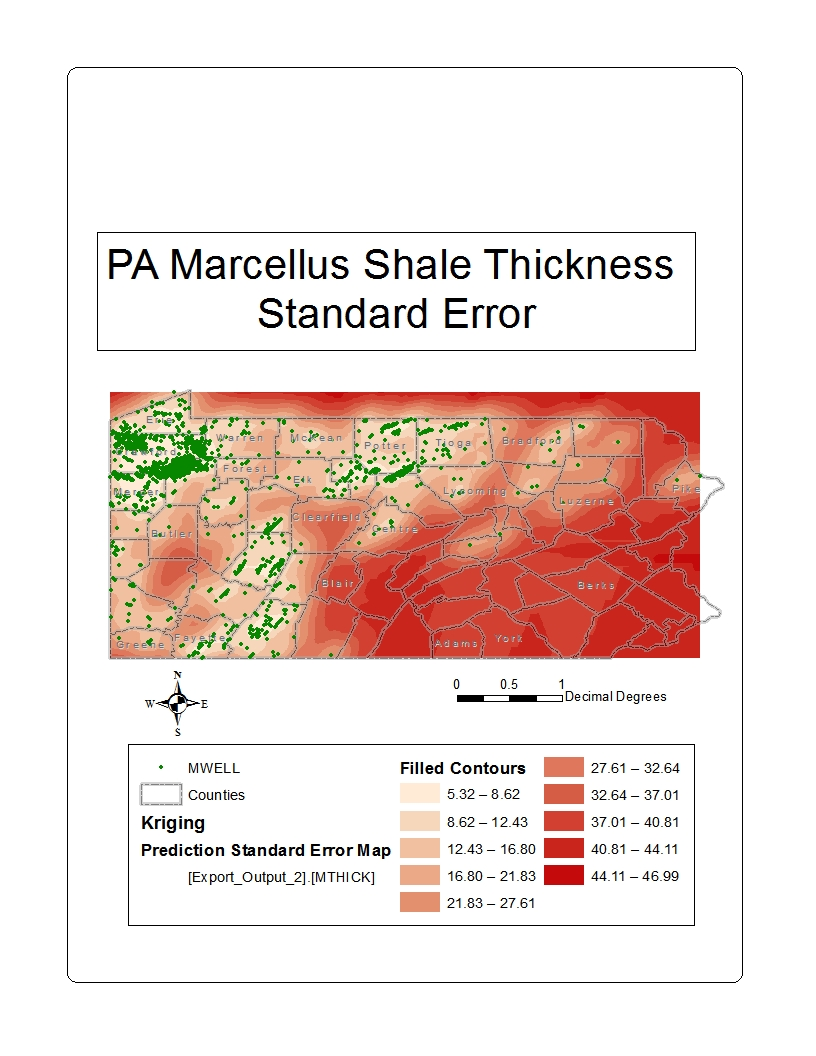 PA Marcellus Shale Thickness
Standard Error
Erie
Crawford
Warren
McKean
Potter
Tioga
Bradford
Forest
Elk
Mercer
Lycoming
Pike
Luzerne
Clearfield
Centre
Butler
Blair
Berks
Fayette
Greene
Adams
York
N
W
E
S
0 0.5 1
Decimal Degrees
MWELL
Counties
Kriging
Prediction Standard Error Map
[Export_Output_2].[MTHICK]
Filled Contours
5.32 – 8.62
8.62 – 12.43
12.43 – 16.80
16.80 – 21.83
21.83 – 27.61
27.61 – 32.64
32.64 – 37.01
37.01 – 40.81
40.81 – 44.11
44.11 – 46.99